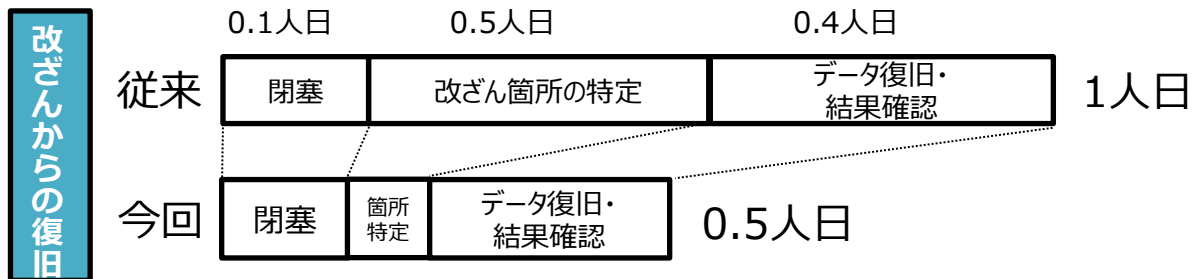 改ざんからの復旧
0.1人日 0.5人日 0.4人日
従来 閉塞 改ざん箇所の特定 データ復旧・
結果確認 1人日
今回 閉塞 箇所
特定 データ復旧・
結果確認 0.5人日